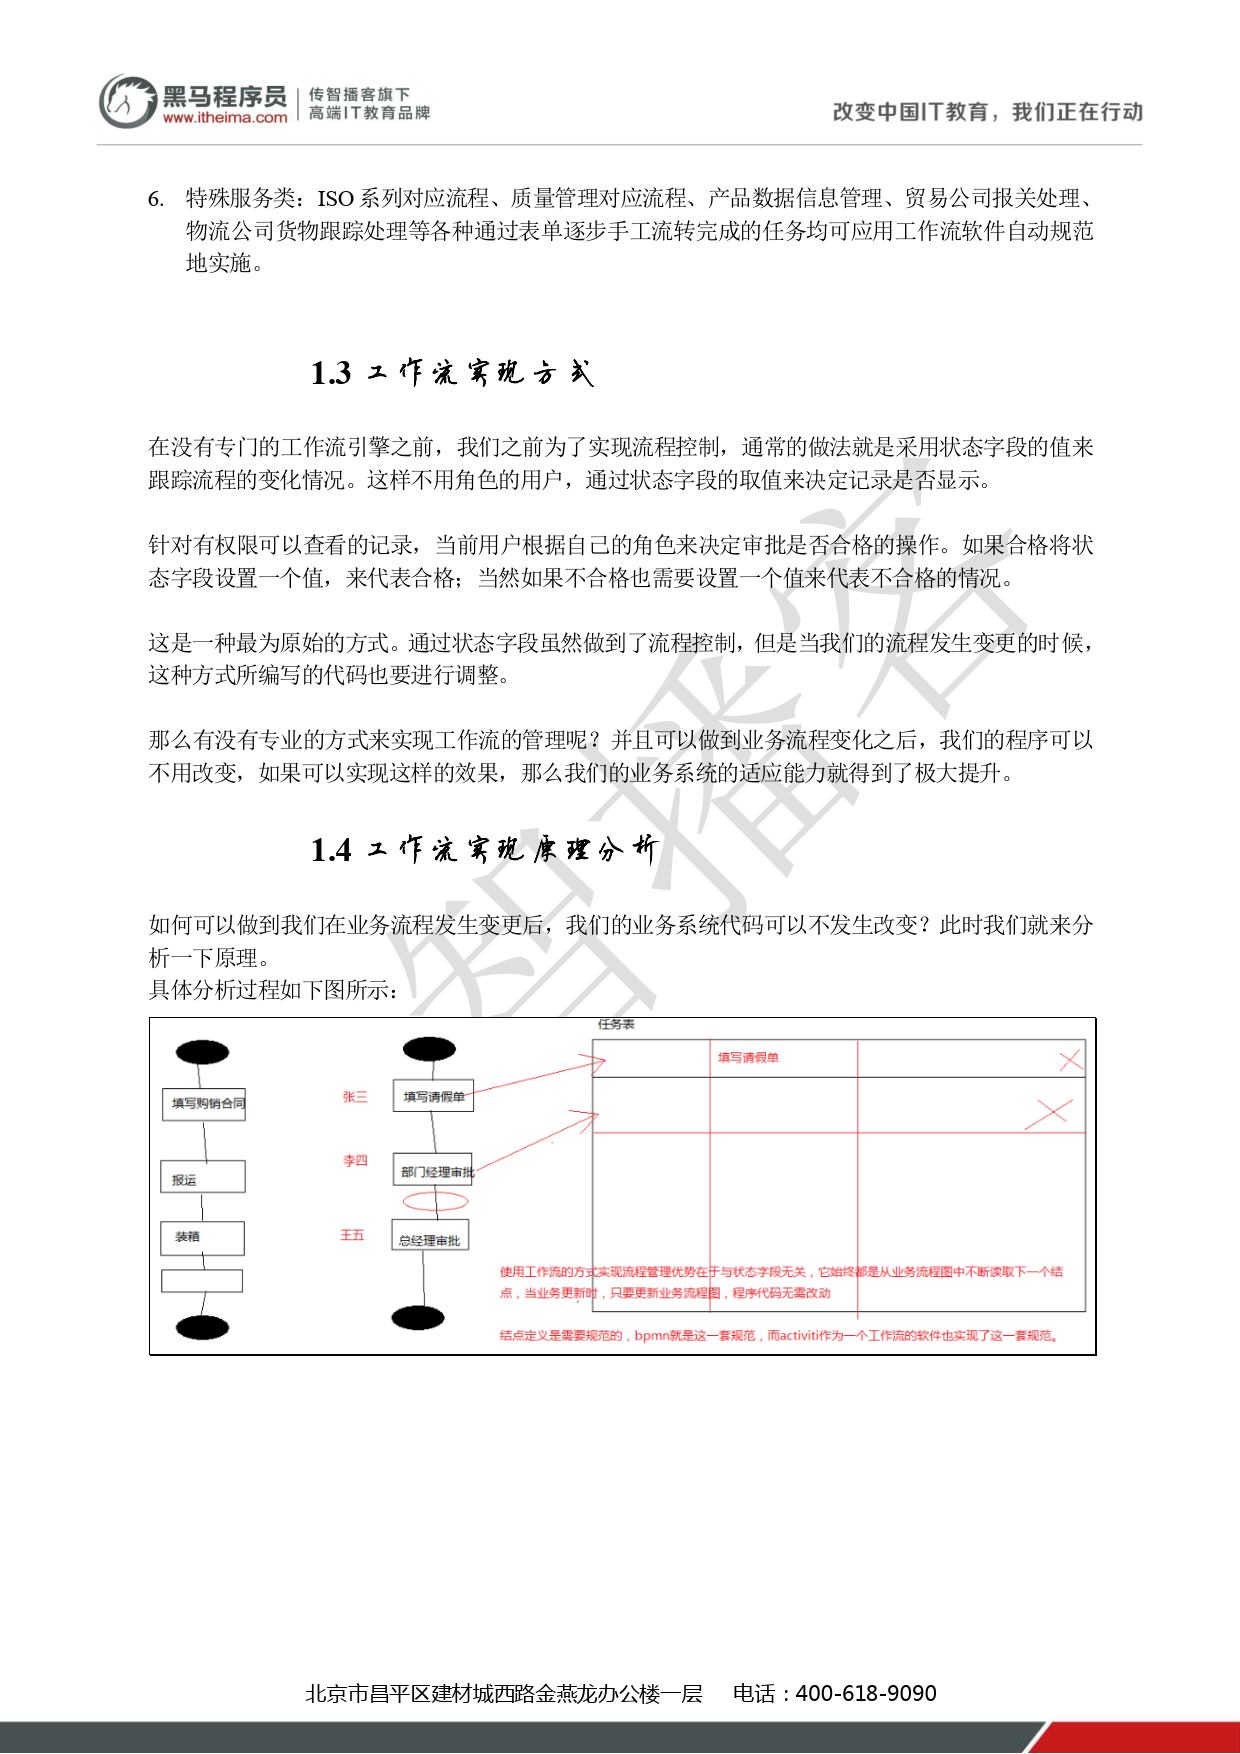 黑马程序员
www.itheima.com
传智播客旗下
高端IT教育品牌
改变中国IT教育，我们正在行动
6. 特殊服务类：ISO 系列对应流程、质量管理对应流程、产品数据信息管理、贸易公司报关处理、
物流公司货物跟踪处理等各种通过表单逐步手工流转完成的任务均可应用工作流软件自动规范
地实施。
1.3 工作流实现方式
在没有专门的工作流引擎之前，我们之前为了实现流程控制，通常的做法就是采用状态字段的值来
跟踪流程的变化情况。这样不用角色的用户，通过状态字段的取值来决定记录是否显示。
针对有权限可以查看的记录，当前用户根据自己的角色来决定审批是否合格的操作。如果合格将状
态字段设置一个值，来代表合格；当然如果不合格也需要设置一个值来代表不合格的情况。
这是一种最为原始的方式。通过状态字段虽然做到了流程控制，但是当我们的流程发生变更的时候，
这种方式所编写的代码也要进行调整。
那么有没有专业的方式来实现工作流的管理呢？并且可以做到业务流程变化之后，我们的程序可以
不用改变，如果可以实现这样的效果，那么我们的业务系统的适应能力就得到了极大提升。
1.4 工作流实现原理分析
如何可以做到我们在业务流程发生变更后，我们的业务系统代码可以不发生改变？此时我们就来分
析一下原理。
具体分析过程如下图所示：
智播客
任务表
填写请假单
填写购销合同
张三
填写请假单
李四
部门经理审批
报运
装箱
王五
总经理审批
使用工作流的方式实现流程管理优势在于与状态字段无关，它始终都是从业务流程图中不断读取下一个结
点，当业务更新时，只要更新业务流程图，程序代码无需改动
结点定义是需要规范的，bpmn就是这一套规范，而activiti作为一个工作流的软件也实现了这一套规范。
北京市昌平区建材城西路金燕龙办公楼一层 电话：400-618-9090